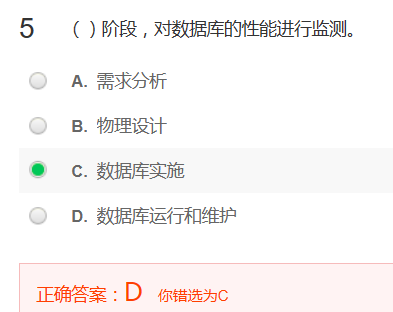 5 （ ）阶段，对数据库的性能进行监测。
A. 需求分析
B. 物理设计
C. 数据库实施
D. 数据库运行和维护
正确答案：D 你错选为C